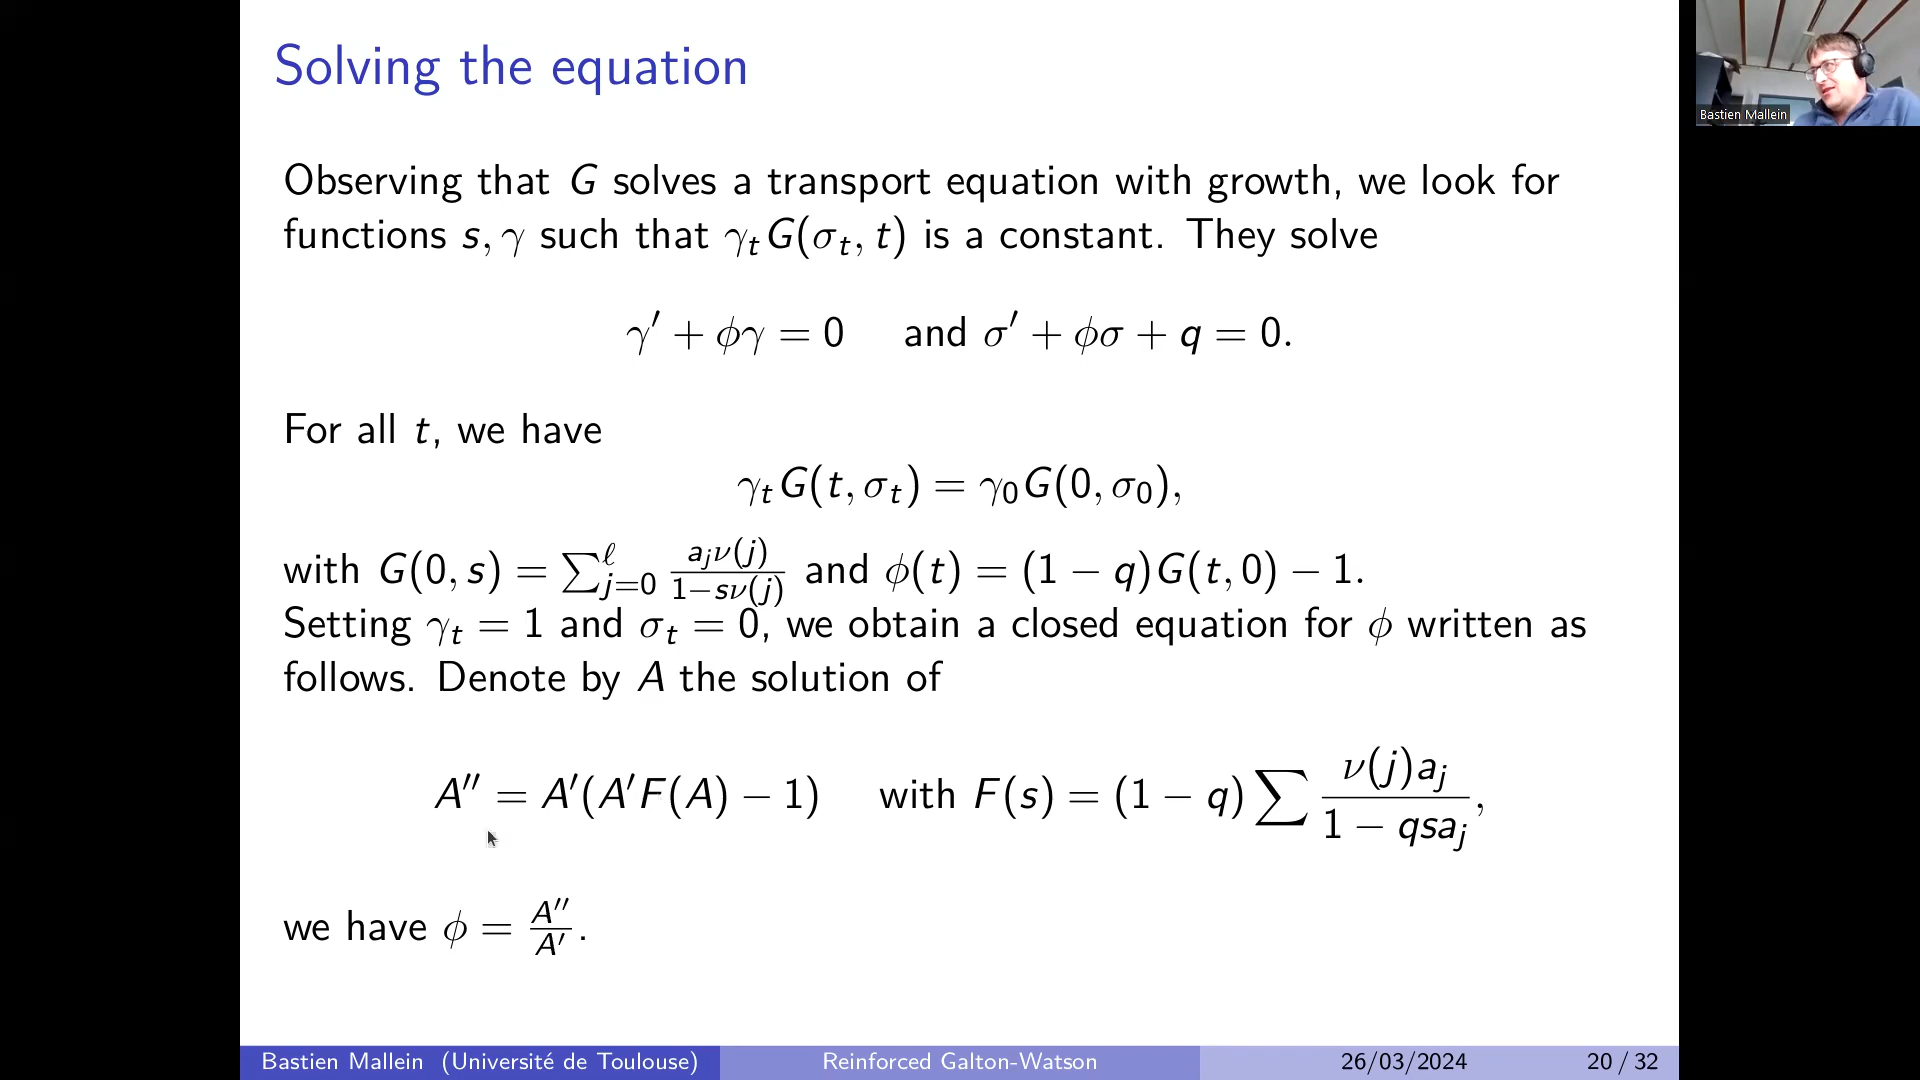 Solving the equation
Bastien Mallein
Observing that G solves a transport equation with growth, we look for
functions s, γ such that γ_t G(σ_t, t) is a constant. They solve
γ′ + ϕγ = 0 and σ′ + ϕσ + q = 0.
For all t, we have
γ_t G(t, σ_t) = γ_0 G(0, σ_0),
with G(0, s) = ∑_{j=0}^{ℓ} \frac{a_j ν(j)}{1−sν(j)} and ϕ(t) = (1 − q)G(t, 0) − 1.
Setting γ_t = 1 and σ_t = 0, we obtain a closed equation for ϕ written as
follows. Denote by A the solution of
A″ = A′(A′F(A) − 1) with F(s) = (1 − q) ∑ \frac{ν(j)a_j}{1 − qsa_j},
we have ϕ = \frac{A″}{A′}.
Bastien Mallein (Université de Toulouse) Reinforced Galton-Watson 26/03/2024 20 / 32